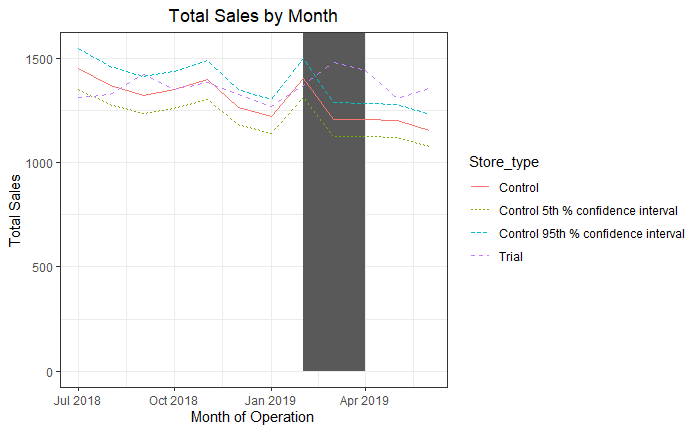 Total Sales by Month
Total Sales
1500
1000
500
0
Jul 2018
Oct 2018
Jan 2019
Apr 2019
Month of Operation
Store_type
Control
Control 5th % confidence interval
Control 95th % confidence interval
Trial